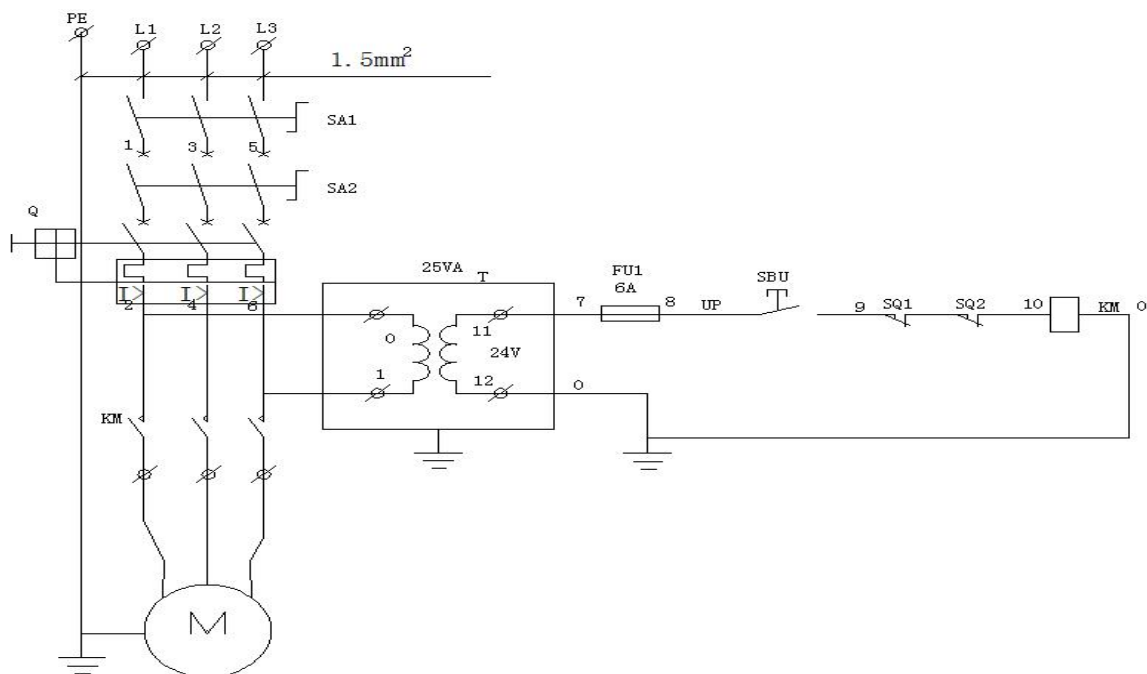 PE
L1 L2 L3
1.5mm²
SA1
1 3 5
SA2
Q
I> I> I>
2 4 6
25VA
T
0
1
11
24V
12
7
FU1
6A
8
UP
SBU
9
SQ1
SQ2
10
KM
0
0
KM
M